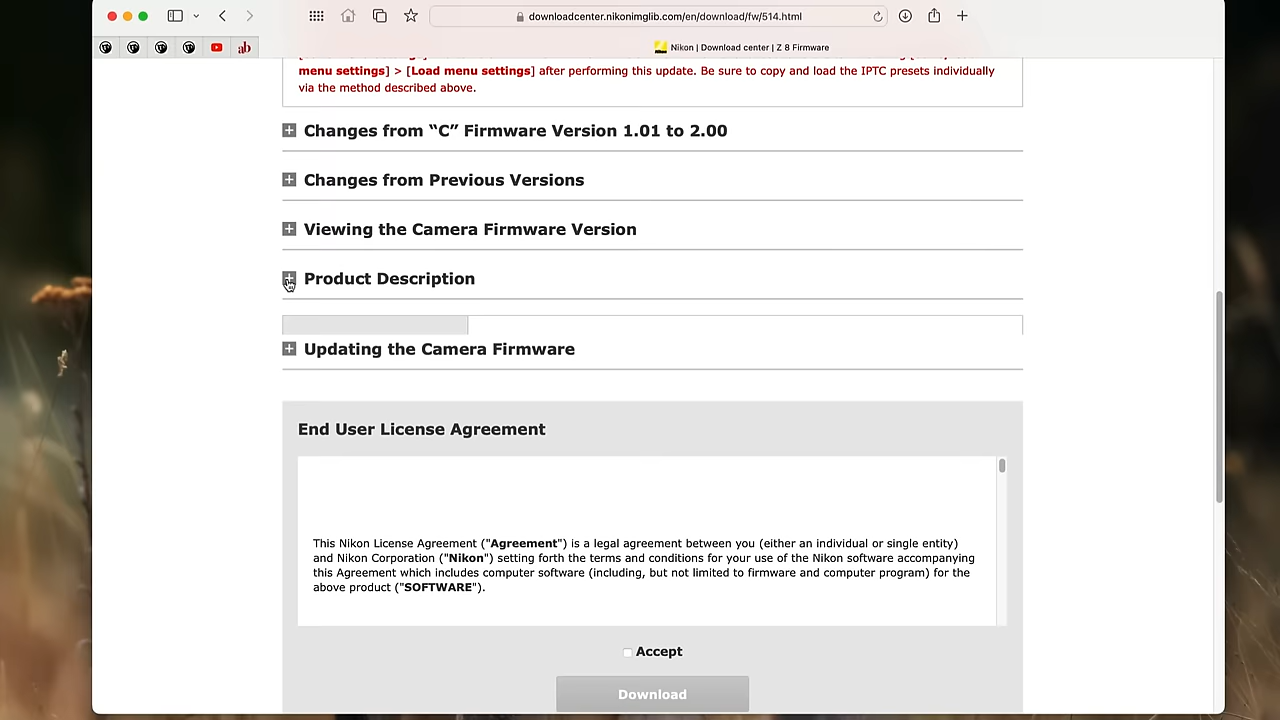 downloadcenter.nikonimglib.com/en/download/fw/514.html
ab
Nikon | Download center | Z 8 Firmware
menu settings] > [Load menu settings] after performing this update. Be sure to copy and load the IPTC presets individually
via the method described above.
Changes from “C” Firmware Version 1.01 to 2.00
Changes from Previous Versions
Viewing the Camera Firmware Version
Product Description
Updating the Camera Firmware
End User License Agreement
This Nikon License Agreement ("Agreement") is a legal agreement between you (either an individual or single entity)
and Nikon Corporation ("Nikon") setting forth the terms and conditions for your use of the Nikon software accompanying
this Agreement which includes computer software (including, but not limited to firmware and computer program) for the
above product ("SOFTWARE").
Accept
Download